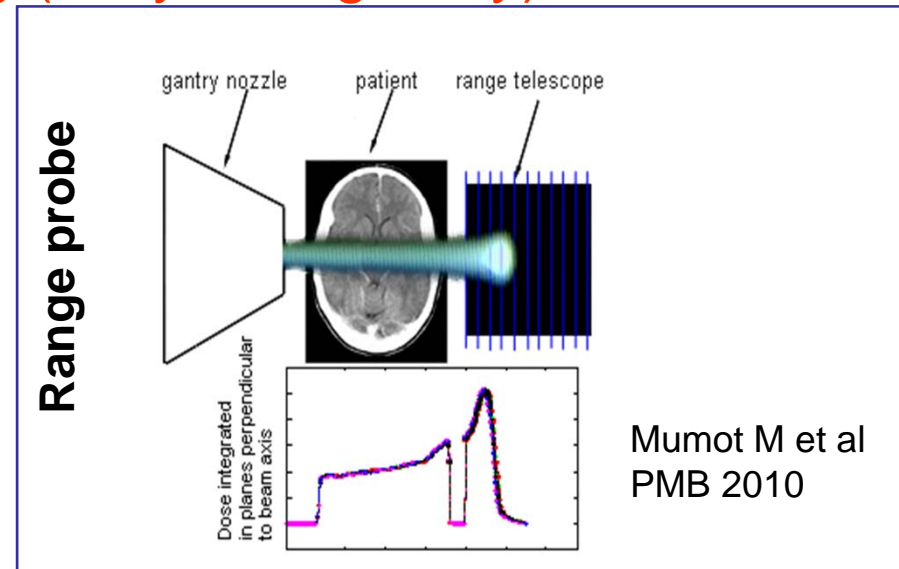 gantry nozzle patient range telescope
Range probe
Dose integrated
in planes perpendicular
to beam axis
Mumot M et al
PMB 2010